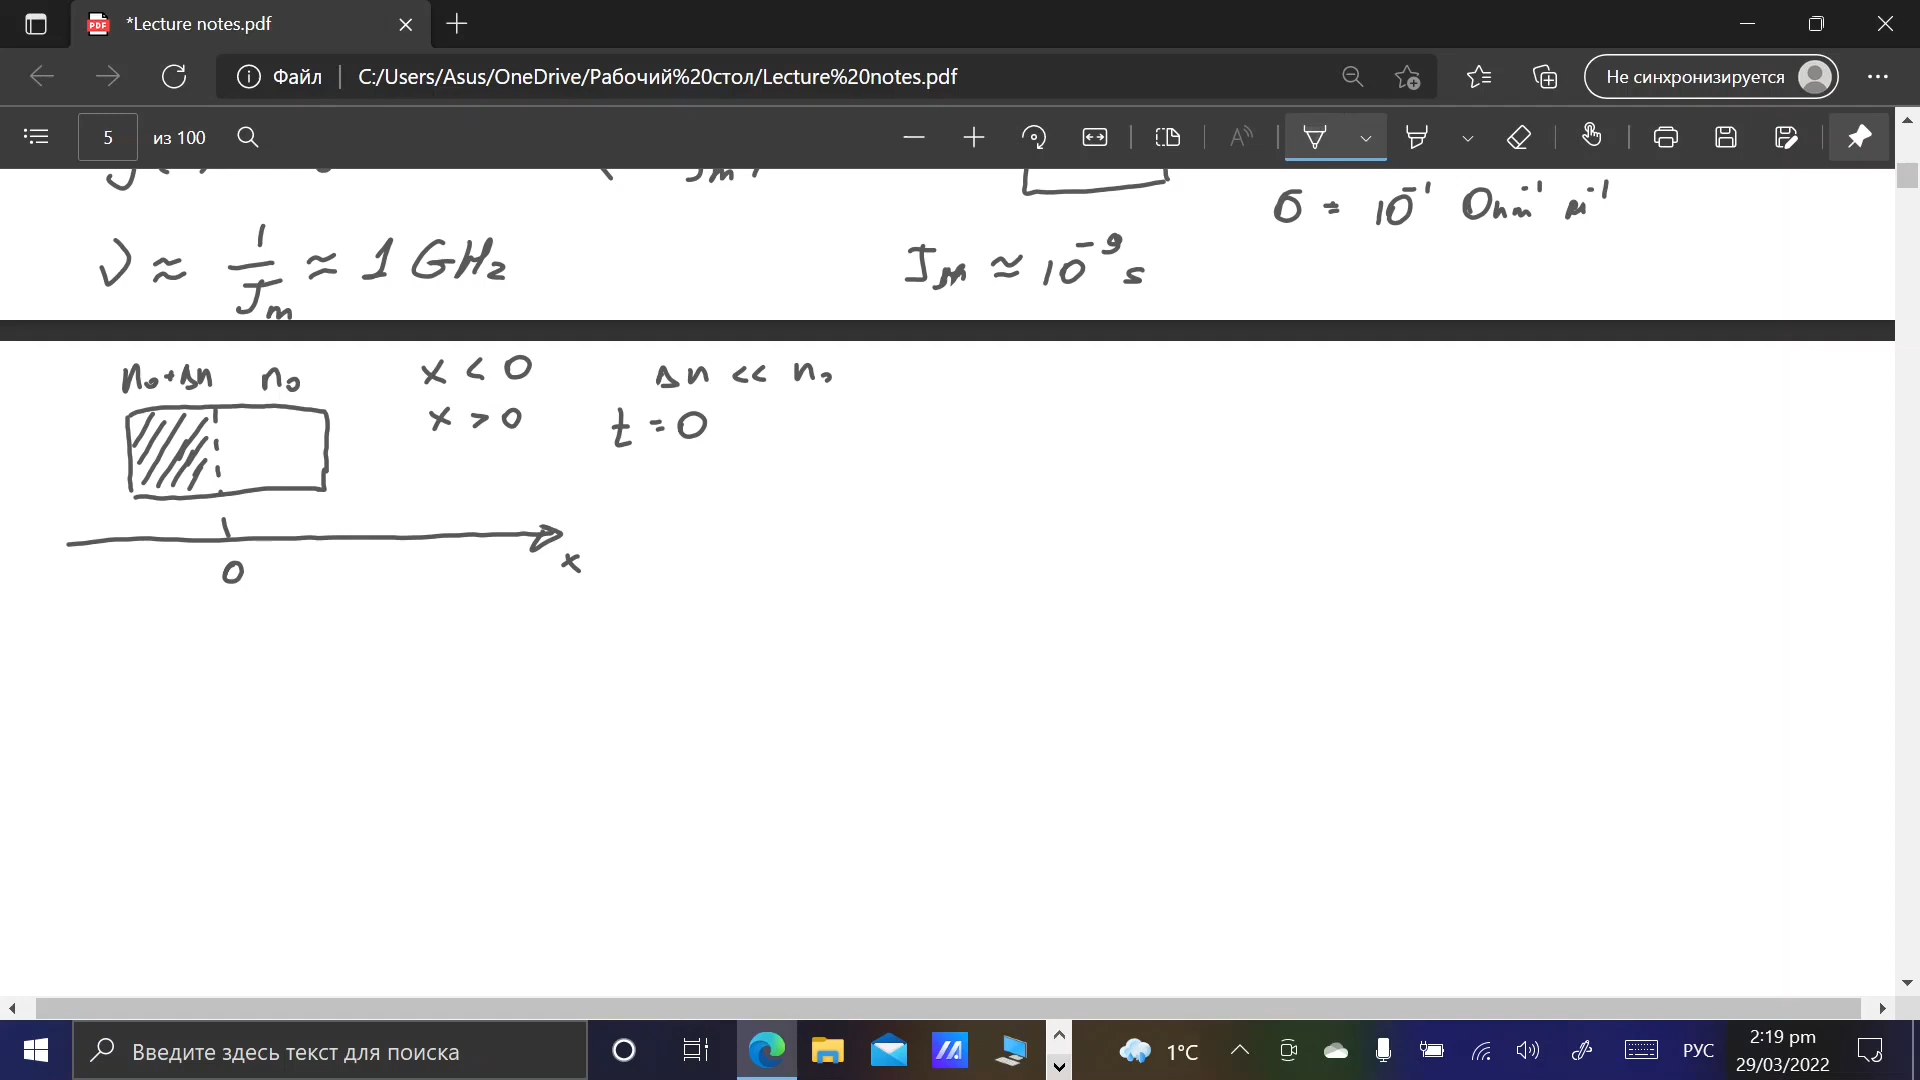 *Lecture notes.pdf
Файл | C:/Users/Asus/OneDrive/Рабочий%20стол/Lecture%20notes.pdf
Не синхронизируется
5 из 100
σ = 10⁻¹ Ohm⁻¹ m⁻¹
ν ≈ 1/τm ≈ 1 GHz
τm ≈ 10⁻⁹ s
n₀+Δn n₀
x < 0
Δn << n₀
x > 0
t = 0
0
x
Введите здесь текст для поиска
1°C
РУС
2:19 pm
29/03/2022